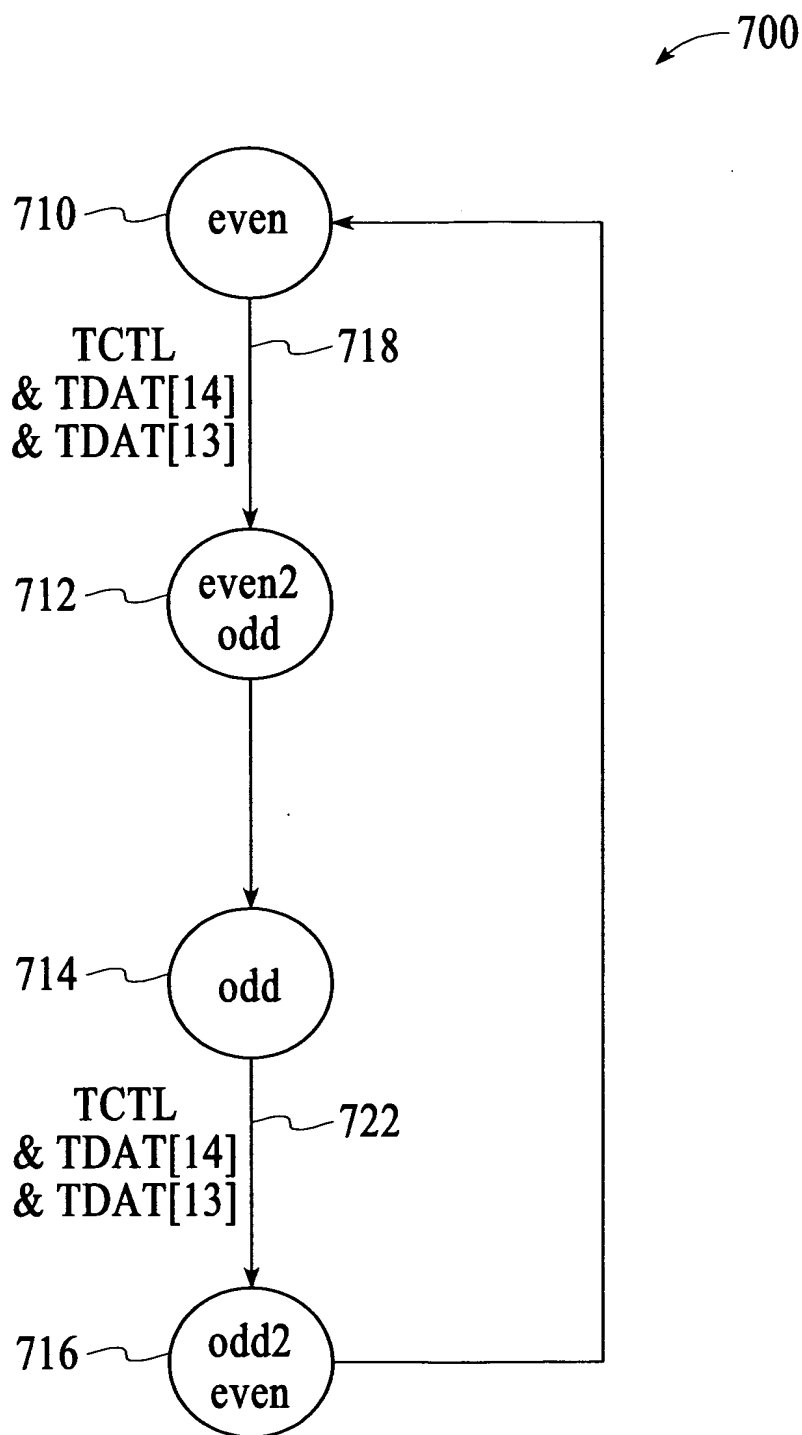 700
710
even
TCTL
& TDAT[14]
& TDAT[13]
718
712
even2
odd
714
odd
TCTL
& TDAT[14]
& TDAT[13]
722
716
odd2
even